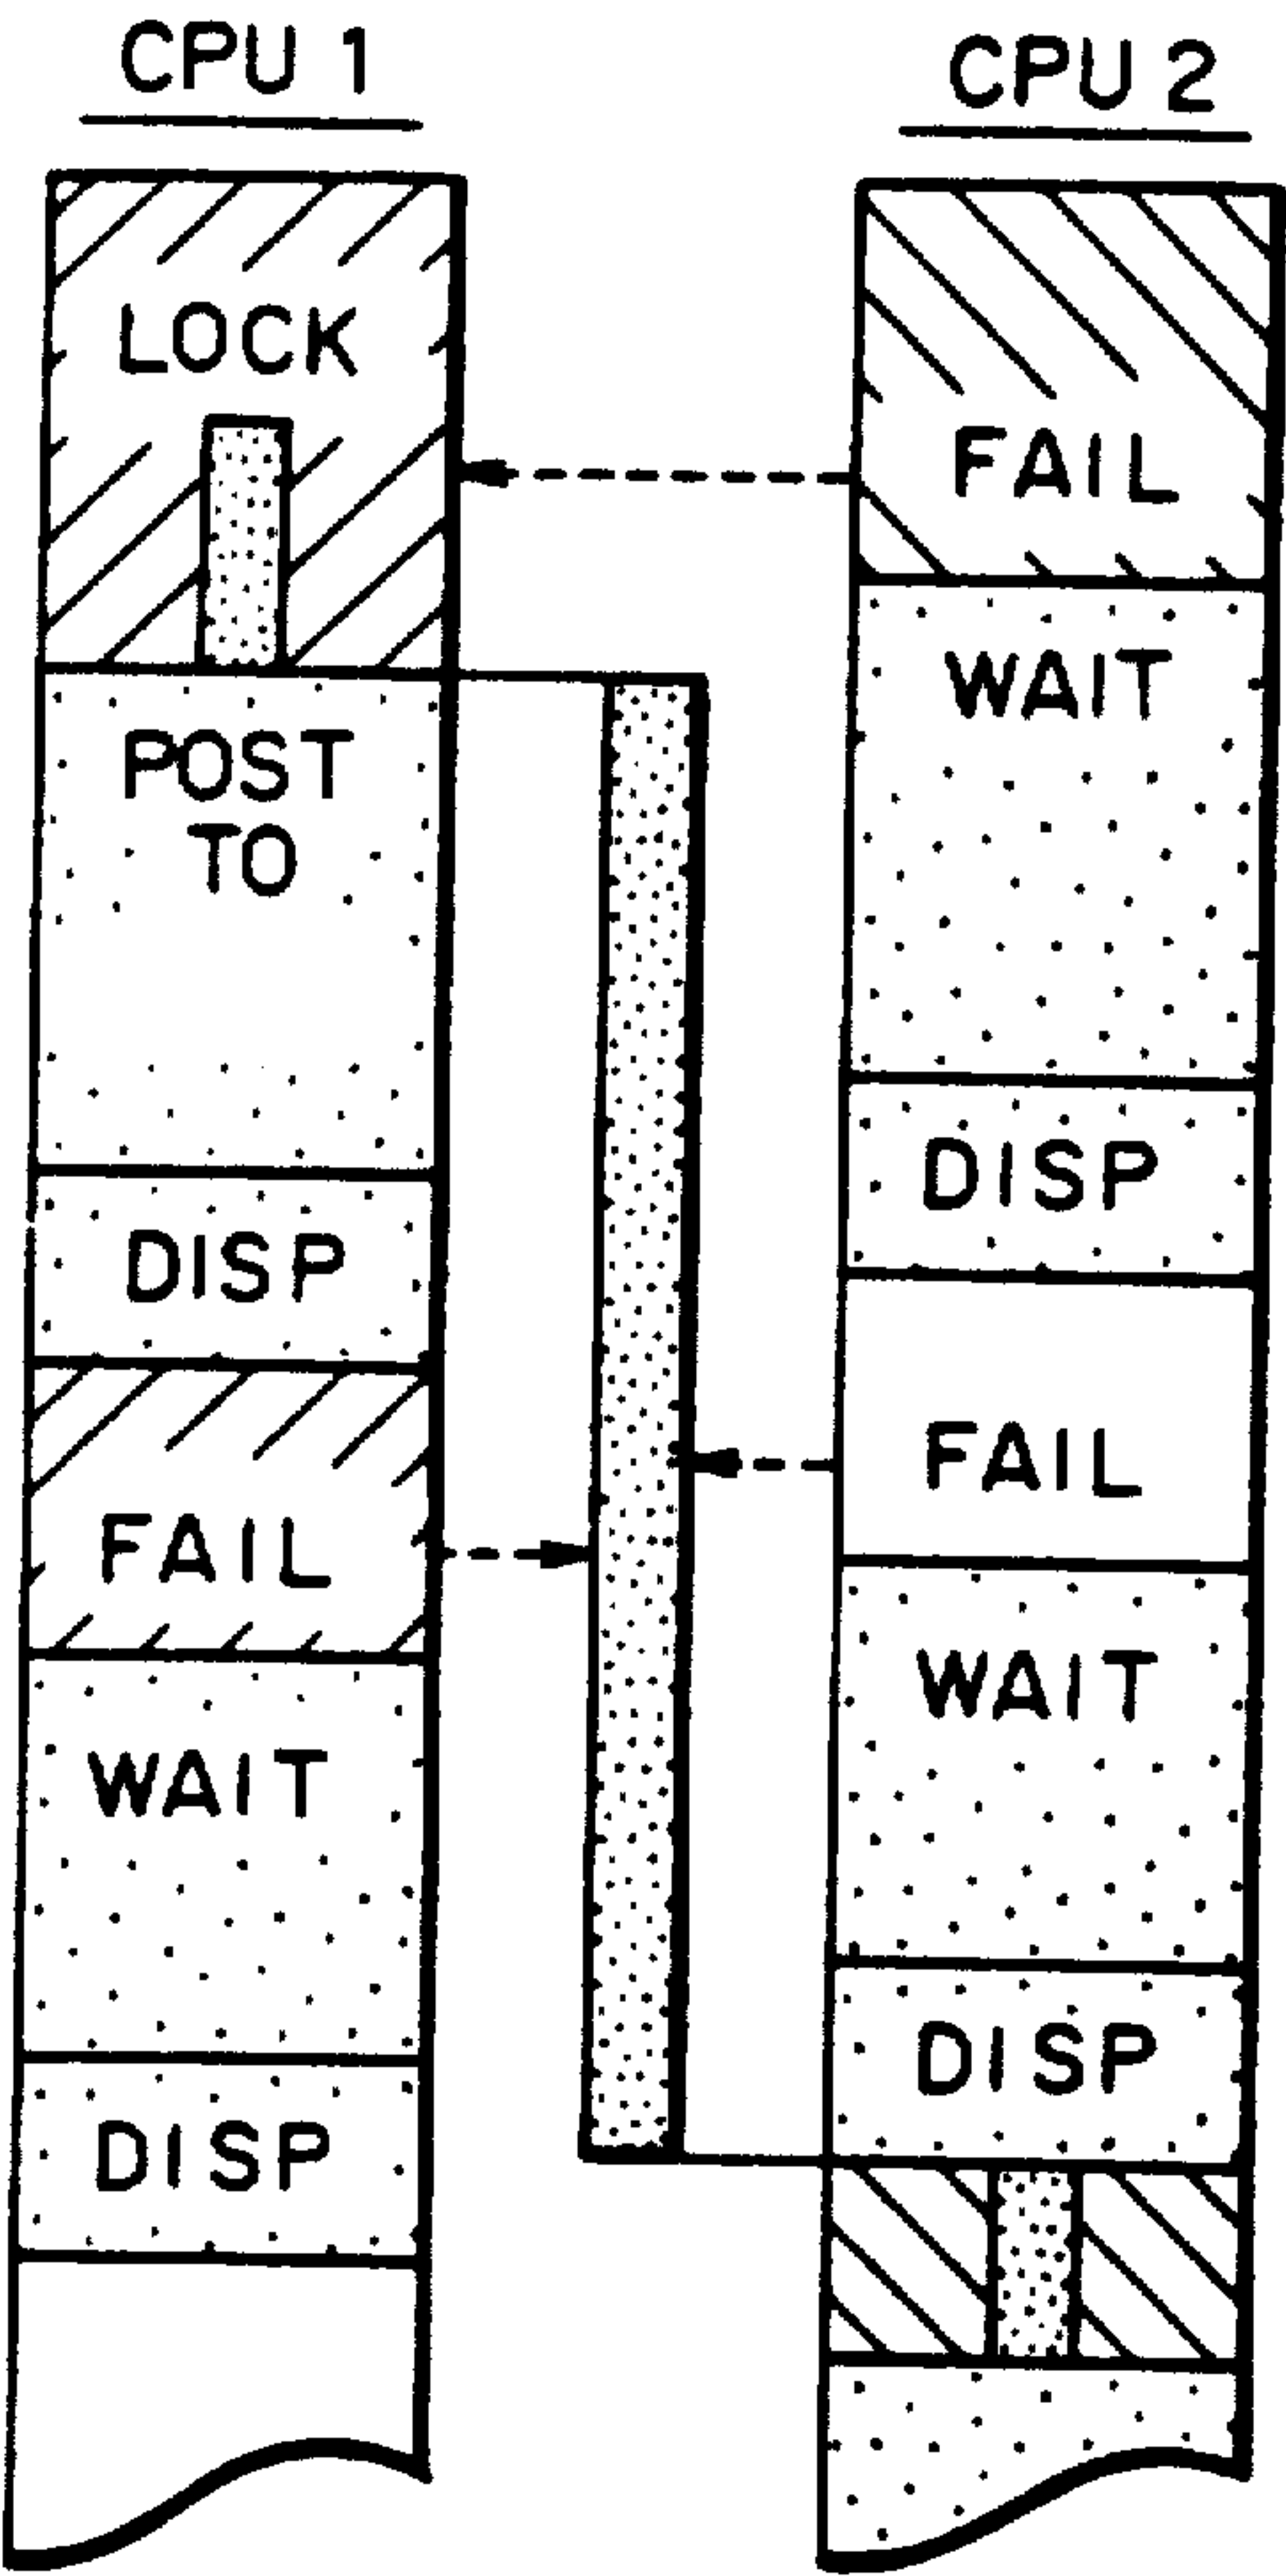 CPU 1
LOCK
POST
TO
DISP
FAIL
WAIT
DISP
CPU 2
FAIL
WAIT
DISP
FAIL
WAIT
DISP